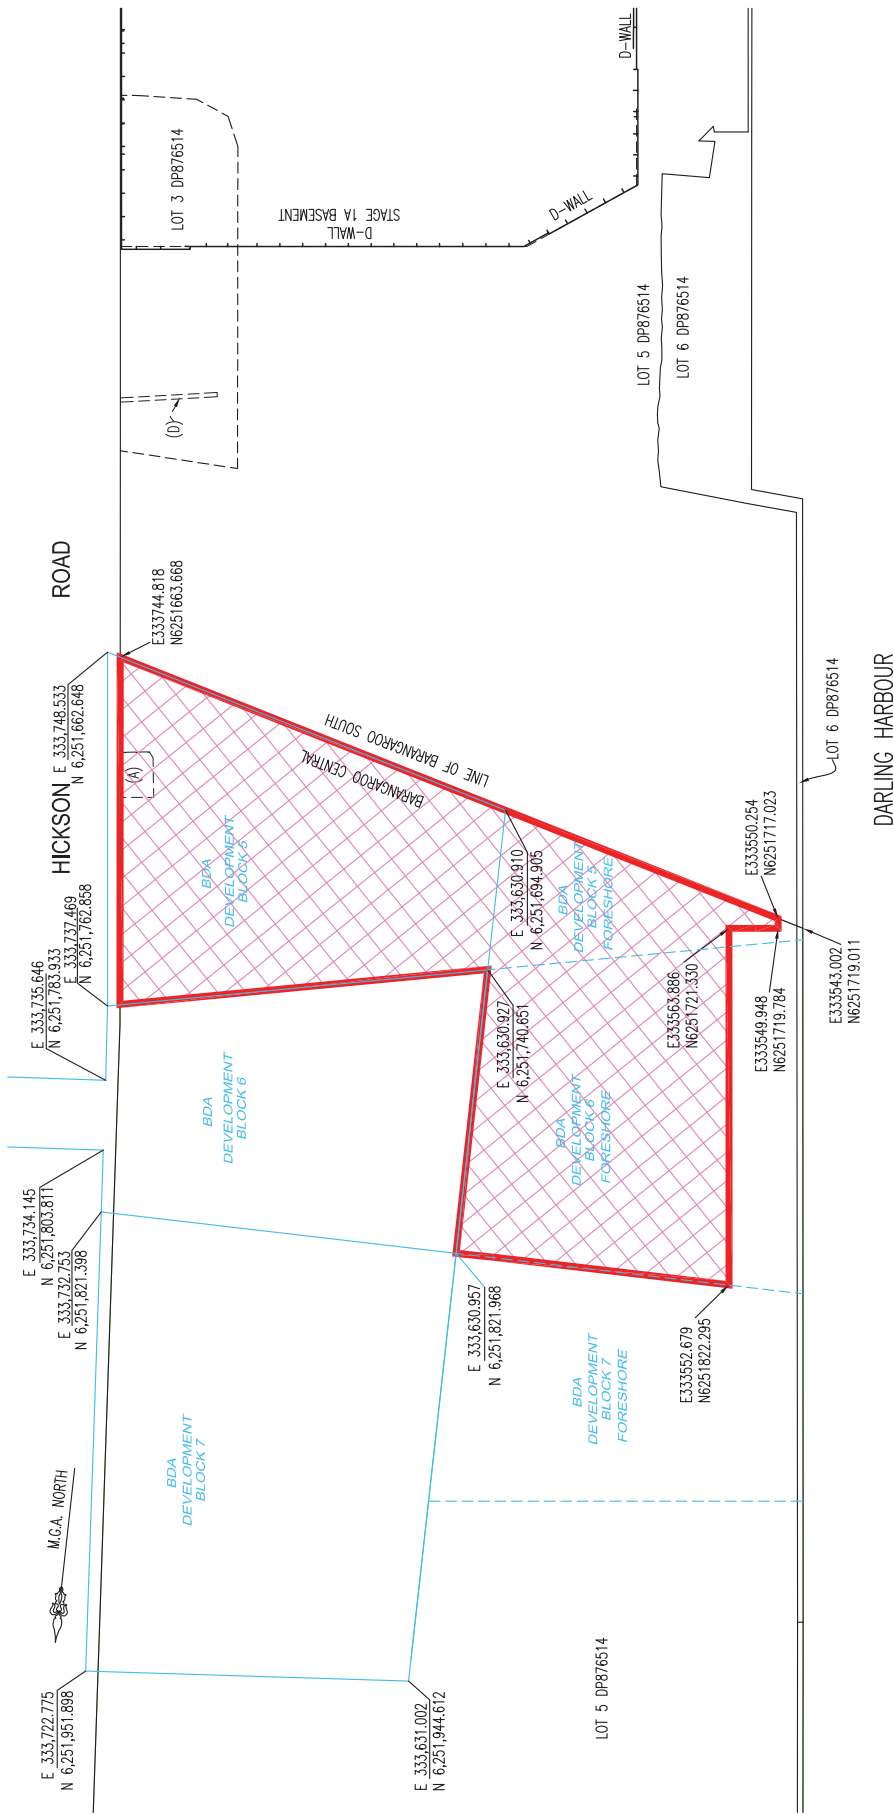 HICKSON
ROAD
DARLING HARBOUR
M.G.A. NORTH
LOT 3 DP876514
D-WALL
STAGE 1A BASEMENT
D-WALL
D-WALL
LOT 5 DP876514
LOT 6 DP876514
(D)
E333744.818
N6251663.668
E 333,748.533
N 6,251,662.648
E 333,737.469
N 6,251,762.858
E 333,735.646
N 6,251,783.933
E 333,734.145
N 6,251,803.811
E 333,732.753
N 6,251,821.398
E 333,722.775
N 6,251,951.898
E 333,631.002
N 6,251,944.612
E 333,630.957
N 6,251,821.968
E 333,630.927
N 6,251,740.651
E 333,630.910
N 6,251,694.905
E333550.254
N6251717.023
E333563.886
N6251721.330
E333549.948
N6251719.784
E333543.002
N6251719.011
E333552.679
N6251822.295
(A)
LINE OF BARANGAROO SOUTH
BARANGAROO CENTRAL
BDA
DEVELOPMENT
BLOCK 5
BDA
DEVELOPMENT
BLOCK 5
FORESHORE
BDA
DEVELOPMENT
BLOCK 6
BDA
DEVELOPMENT
BLOCK 6
FORESHORE
BDA
DEVELOPMENT
BLOCK 7
BDA
DEVELOPMENT
BLOCK 7
FORESHORE
LOT 6 DP876514
LOT 5 DP876514